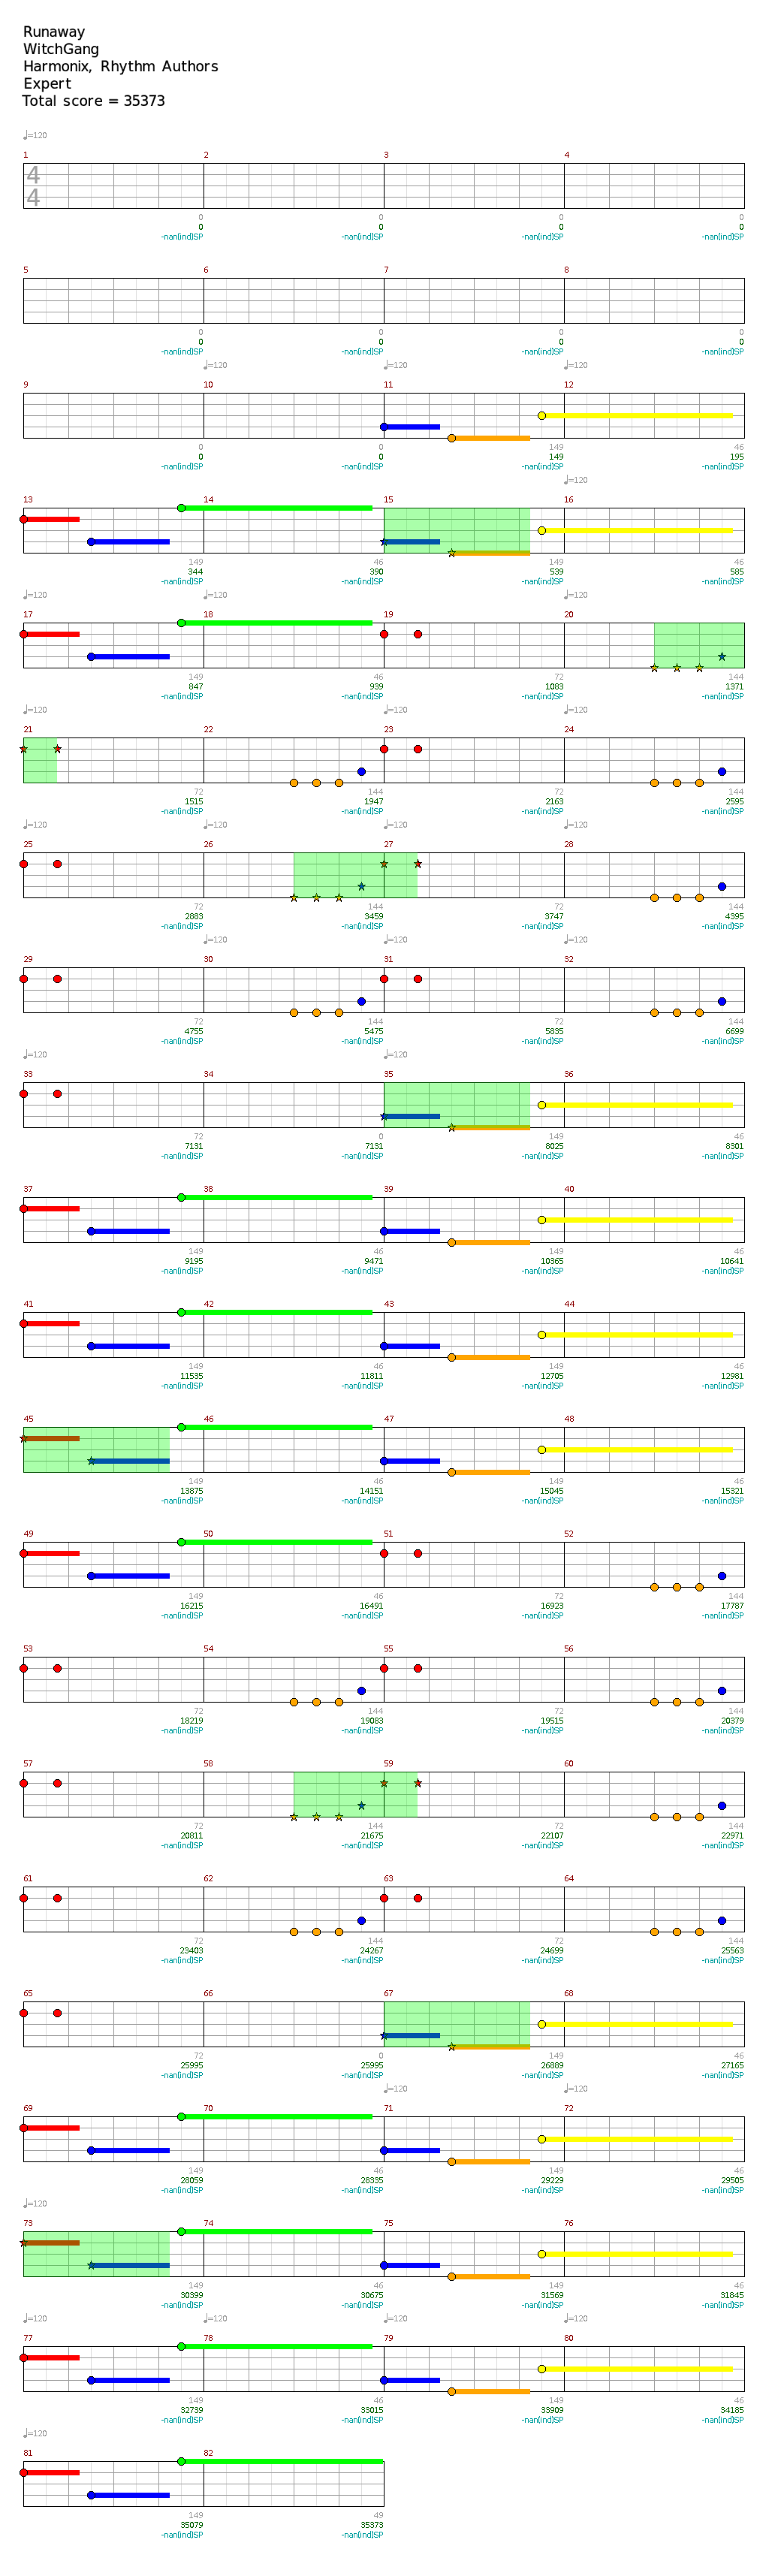 Runaway
WitchGang
Harmonix, Rhythm Authors
Expert
Total score = 35373
♩=120
1 2 3 4
4
4
0 0 0 0
0 0 0 0
-nan(ind)SP -nan(ind)SP -nan(ind)SP -nan(ind)SP
5 6 7 8
0 0 0 0
0 0 0 0
-nan(ind)SP -nan(ind)SP -nan(ind)SP -nan(ind)SP
♩=120 ♩=120 ♩=120
9 10 11 12
0 0 149 46
0 0 149 195
-nan(ind)SP -nan(ind)SP -nan(ind)SP -nan(ind)SP
♩=120
13 14 15 16
149 46 149 46
344 390 539 585
-nan(ind)SP -nan(ind)SP -nan(ind)SP -nan(ind)SP
♩=120 ♩=120 ♩=120
17 18 19 20
149 46 72 144
847 939 1083 1371
-nan(ind)SP -nan(ind)SP -nan(ind)SP -nan(ind)SP
♩=120 ♩=120
21 22 23 24
72 144 72 144
1515 1947 2163 2595
-nan(ind)SP -nan(ind)SP -nan(ind)SP -nan(ind)SP
♩=120 ♩=120 ♩=120
25 26 27 28
72 144 72 144
2883 3459 3747 4395
-nan(ind)SP -nan(ind)SP -nan(ind)SP -nan(ind)SP
♩=120 ♩=120
29 30 31 32
72 144 72 144
4755 5475 5835 6699
-nan(ind)SP -nan(ind)SP -nan(ind)SP -nan(ind)SP
♩=120
33 34 35 36
72 0 149 46
7131 7131 8025 8301
-nan(ind)SP -nan(ind)SP -nan(ind)SP -nan(ind)SP
37 38 39 40
149 46 149 46
9195 9471 10365 10641
-nan(ind)SP -nan(ind)SP -nan(ind)SP -nan(ind)SP
41 42 43 44
149 46 149 46
11535 11811 12705 12981
-nan(ind)SP -nan(ind)SP -nan(ind)SP -nan(ind)SP
45 46 47 48
149 46 149 46
13875 14151 15045 15321
-nan(ind)SP -nan(ind)SP -nan(ind)SP -nan(ind)SP
49 50 51 52
149 46 72 144
16215 16491 16923 17787
-nan(ind)SP -nan(ind)SP -nan(ind)SP -nan(ind)SP
53 54 55 56
72 144 72 144
18219 19083 19515 20379
-nan(ind)SP -nan(ind)SP -nan(ind)SP -nan(ind)SP
57 58 59 60
72 144 72 144
20811 21675 22107 22971
-nan(ind)SP -nan(ind)SP -nan(ind)SP -nan(ind)SP
61 62 63 64
72 144 72 144
23403 24267 24699 25563
-nan(ind)SP -nan(ind)SP -nan(ind)SP -nan(ind)SP
65 66 67 68
72 0 149 46
25995 25995 26889 27165
-nan(ind)SP -nan(ind)SP -nan(ind)SP -nan(ind)SP
♩=120 ♩=120
69 70 71 72
149 46 149 46
28059 28335 29229 29505
-nan(ind)SP -nan(ind)SP -nan(ind)SP -nan(ind)SP
♩=120
73 74 75 76
149 46 149 46
30399 30675 31569 31845
-nan(ind)SP -nan(ind)SP -nan(ind)SP -nan(ind)SP
♩=120 ♩=120 ♩=120 ♩=120
77 78 79 80
149 46 149 46
32739 33015 33909 34185
-nan(ind)SP -nan(ind)SP -nan(ind)SP -nan(ind)SP
♩=120
81 82
149 49
35079 35373
-nan(ind)SP -nan(ind)SP